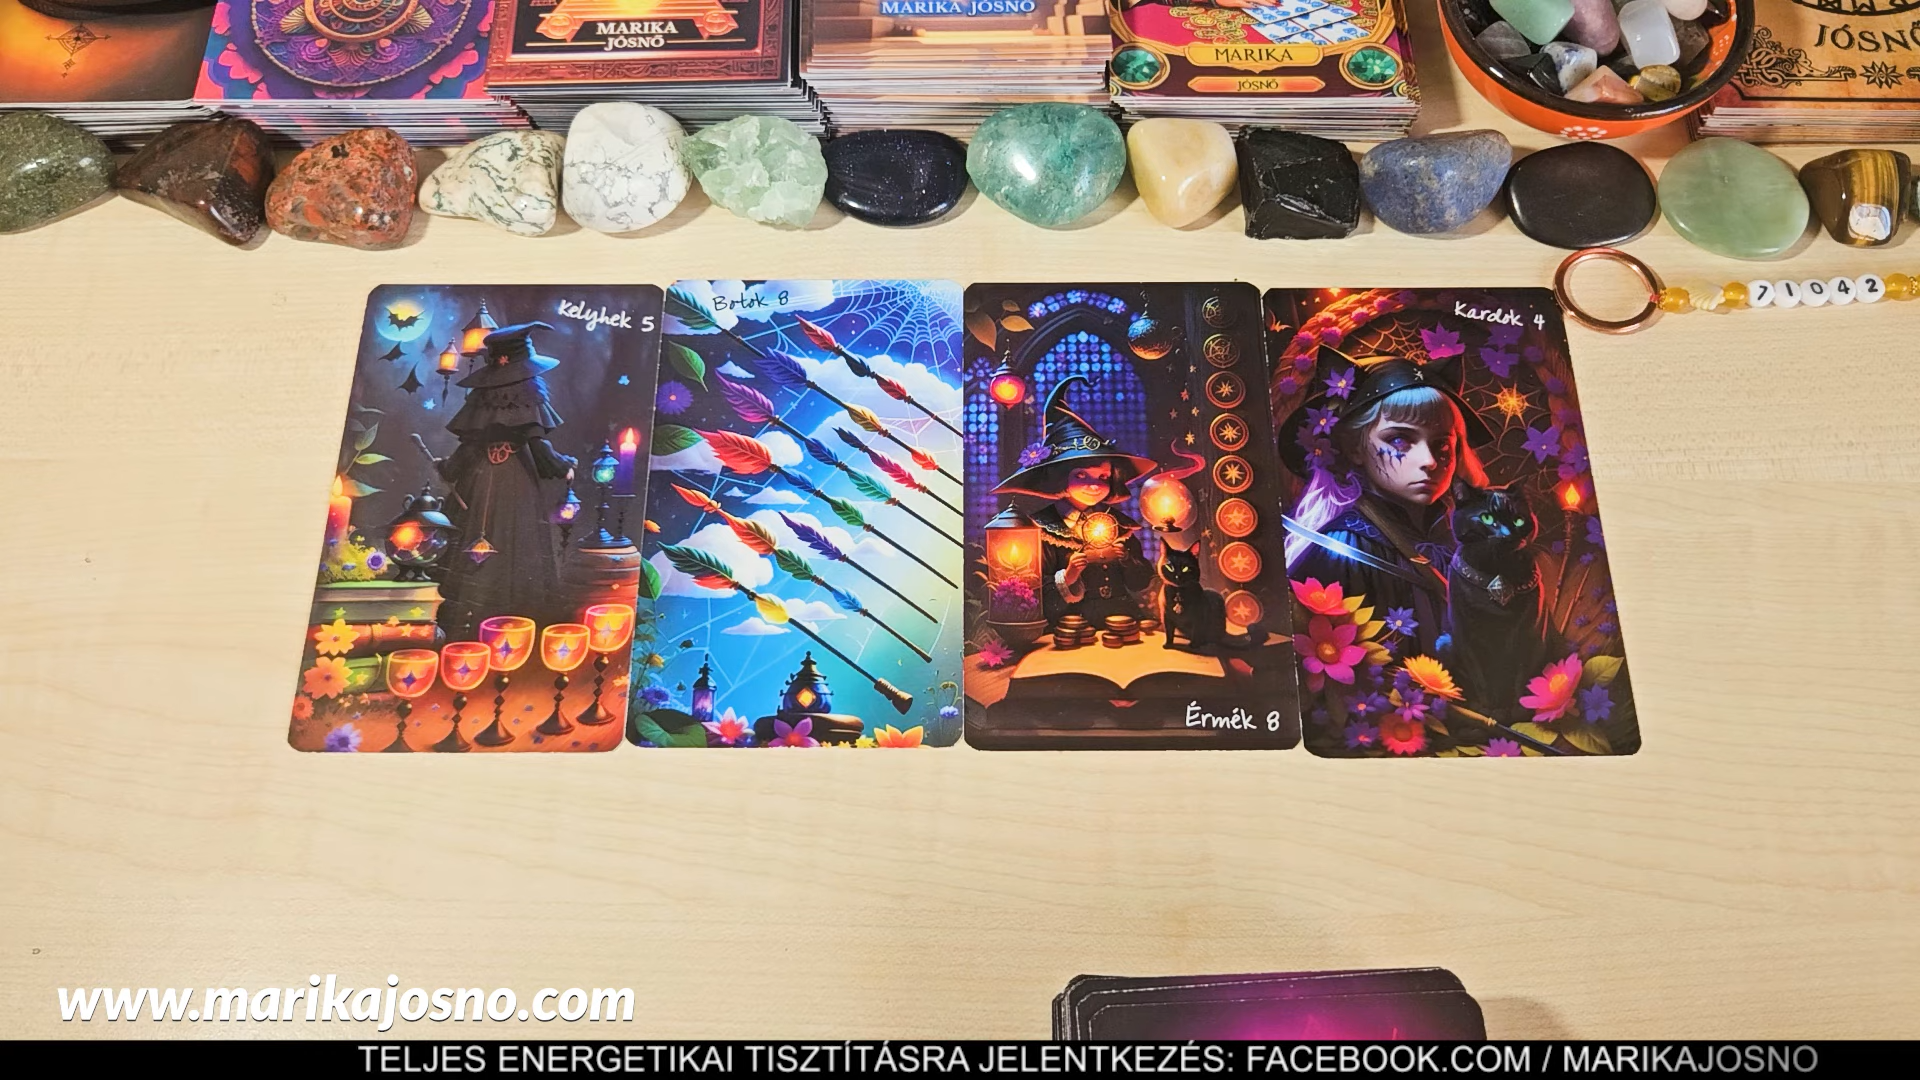 MARIKA
JÓSNŐ
MARIKA JÓSNŐ
MARIKA
JÓSNŐ
JÓSNŐ
71042
Kelyhek 5
Botok 8
Érmék 8
Kardok 4
www.marikajosno.com
TELJES ENERGETIKAI TISZTÍTÁSRA JELENTKEZÉS: FACEBOOK.COM / MARIKAJOSNO